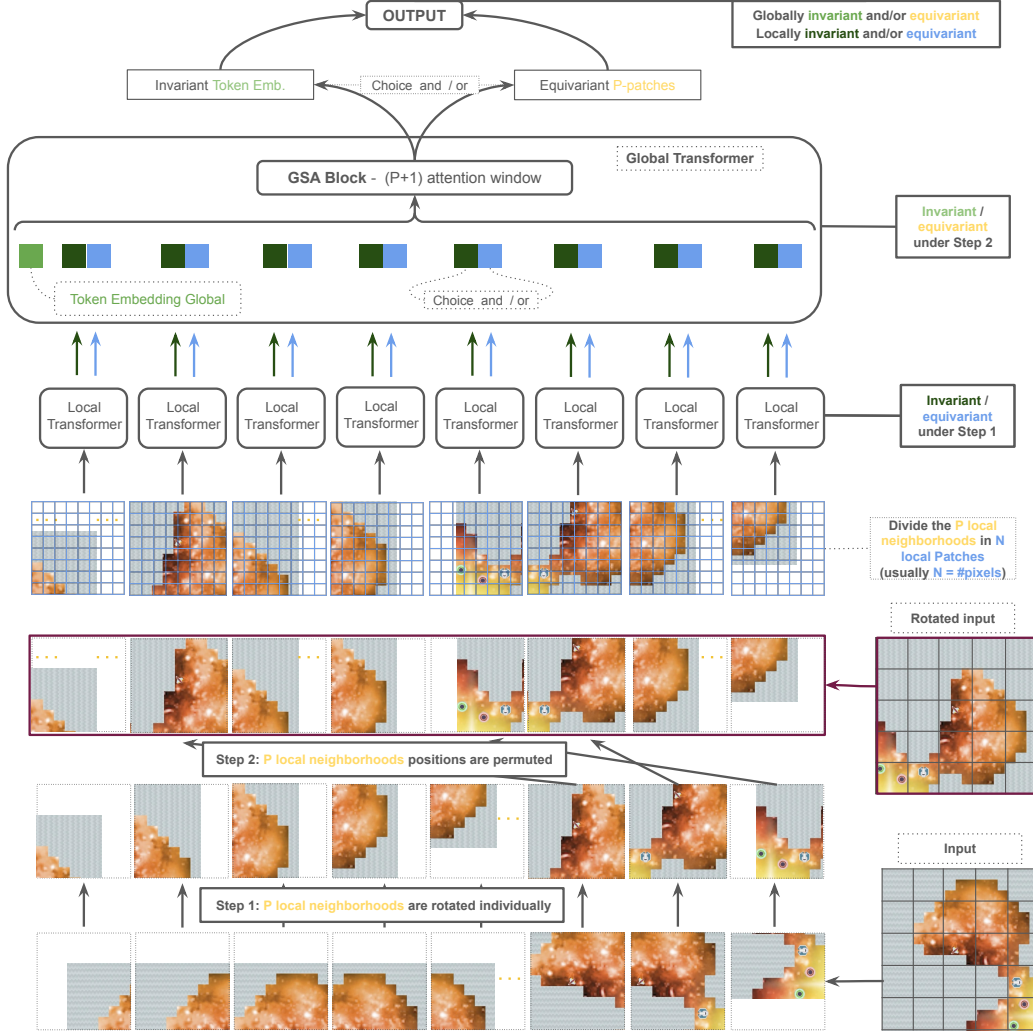 OUTPUT
Globally invariant and/or equivariant
Locally invariant and/or equivariant
Invariant Token Emb.
Choice and / or
Equivariant P-patches
Global Transformer
GSA Block - (P+1) attention window
Invariant /
equivariant
under Step 2
Token Embedding Global
Choice and / or
Local
Transformer
Local
Transformer
Local
Transformer
Local
Transformer
Local
Transformer
Local
Transformer
Local
Transformer
Local
Transformer
Invariant /
equivariant
under Step 1
Divide the P local
neighborhoods in N
local Patches
(usually N = #pixels)
Rotated input
Step 2: P local neighborhoods positions are permuted
Input
Step 1: P local neighborhoods are rotated individually